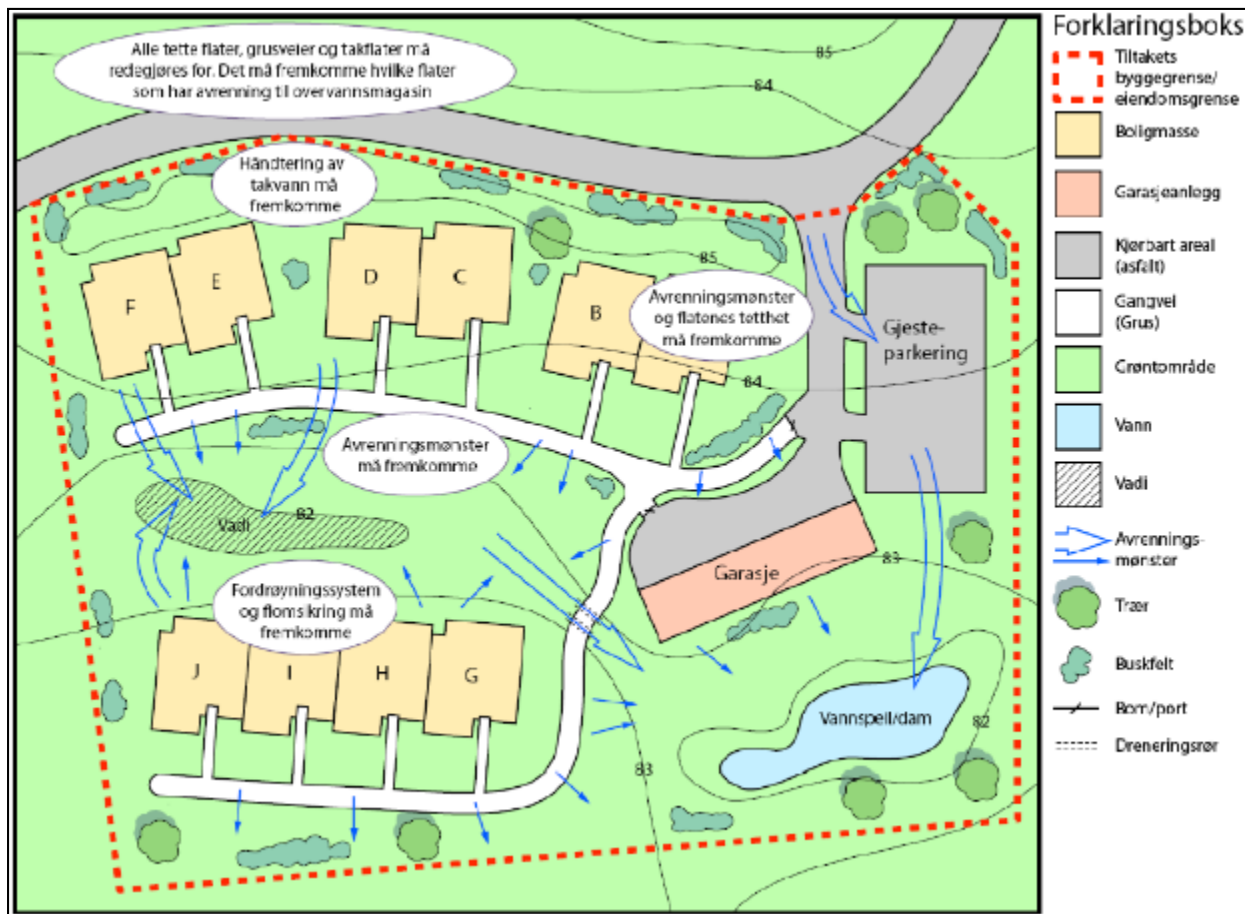 Alle tette flater, grusveier og takflater må
redegjøres for. Det må fremkomme hvilke flater
som har avrenning til overvannsmagasin
85
84
Håndtering av
takvann må
fremkomme
85
F
E
D
C
B
Avrenningsmønster
og flatenes tetthet
må fremkomme
84
Gjeste-
parkering
Avrenningsmønster
må fremkomme
Vadi
82
Fordrøyningssystem
og flomsikring må
fremkomme
Garasje
83
J
I
H
G
Vannspeil/dam
82
83
Forklaringsboks
Tiltakets
byggegrense/
eiendomsgrense
Boligmasse
Garasjeanlegg
Kjørbart areal
(asfalt)
Gangvei
(Grus)
Grøntområde
Vann
Vadi
Avrennings-
mønster
Trær
Buskfelt
Bom/port
Dreneringsrør